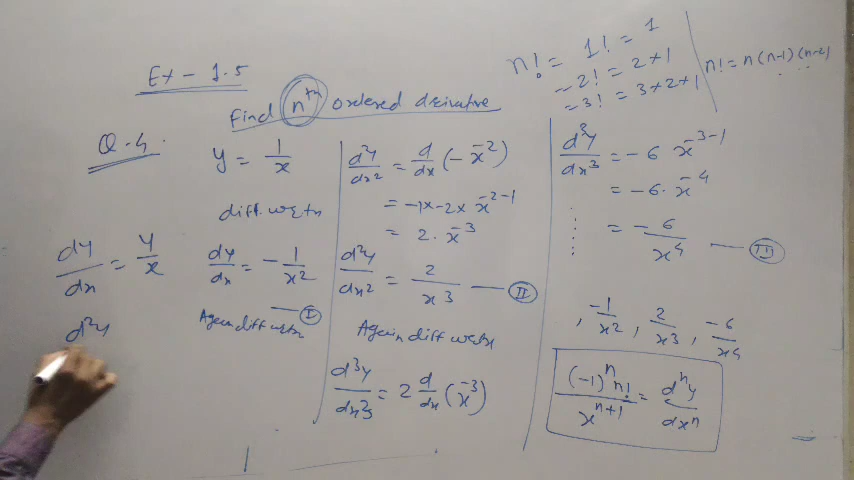 Ex - 1.5
Find nth ordered derivative
n! = 1! = 1
- 2! = 2 × 1
= 3! = 3 × 2 × 1
n! = n (n-1) (n-2)
.....
Q.4.
y = 1/x
diff. w.r.t x
dy/dx = y/x
d²y
dy/dx = - 1/x² — I
Again diff w.r.t x
d²y/dx² = d/dx (- x⁻²)
= -1 × -2 × x⁻²⁻¹
= 2 . x⁻³
d²y/dx² = 2/x³ — II
Again diff w.r.t x
d³y/dx³ = 2 d/dx (x⁻³)
d³y/dx³ = - 6 x⁻³⁻¹
= - 6 . x⁻⁴
= - 6/x⁴ — III
, -1/x² , 2/x³ , -6/x⁴
(-1)ⁿ n!/xⁿ⁺¹ = dⁿy/dxⁿ